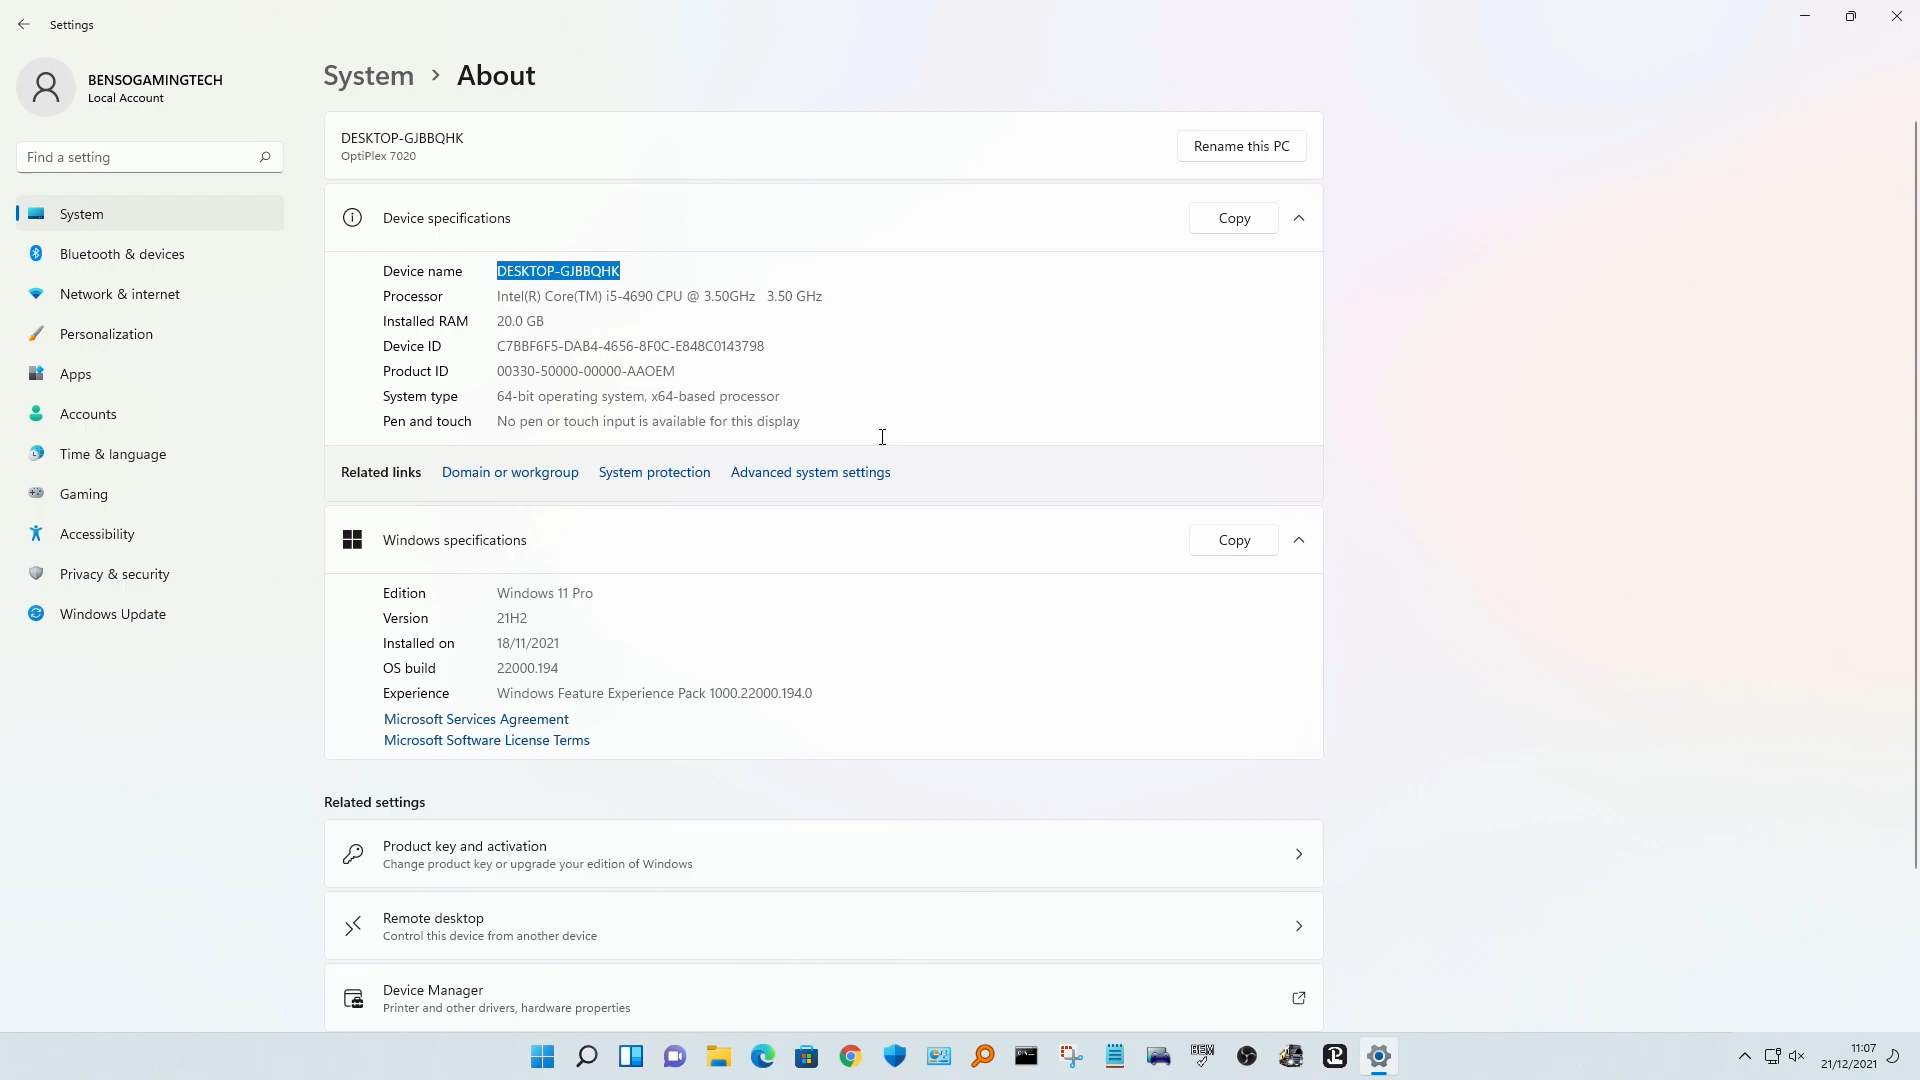 Settings
BENSOGAMINGTECH
Local Account
Find a setting
System
Bluetooth & devices
Network & internet
Personalization
Apps
Accounts
Time & language
Gaming
Accessibility
Privacy & security
Windows Update
System > About
DESKTOP-GJBBQHK
OptiPlex 7020
Rename this PC
Device specifications
Copy
Device name DESKTOP-GJBBQHK
Processor Intel(R) Core(TM) i5-4690 CPU @ 3.50GHz 3.50 GHz
Installed RAM 20.0 GB
Device ID C7BBF6F5-DAB4-4656-8F0C-E848C0143798
Product ID 00330-50000-00000-AAOEM
System type 64-bit operating system, x64-based processor
Pen and touch No pen or touch input is available for this display
Related links Domain or workgroup System protection Advanced system settings
Windows specifications
Copy
Edition Windows 11 Pro
Version 21H2
Installed on 18/11/2021
OS build 22000.194
Experience Windows Feature Experience Pack 1000.22000.194.0
Microsoft Services Agreement
Microsoft Software License Terms
Related settings
Product key and activation
Change product key or upgrade your edition of Windows
Remote desktop
Control this device from another device
Device Manager
Printer and other drivers, hardware properties
BEM
11:07
21/12/2021